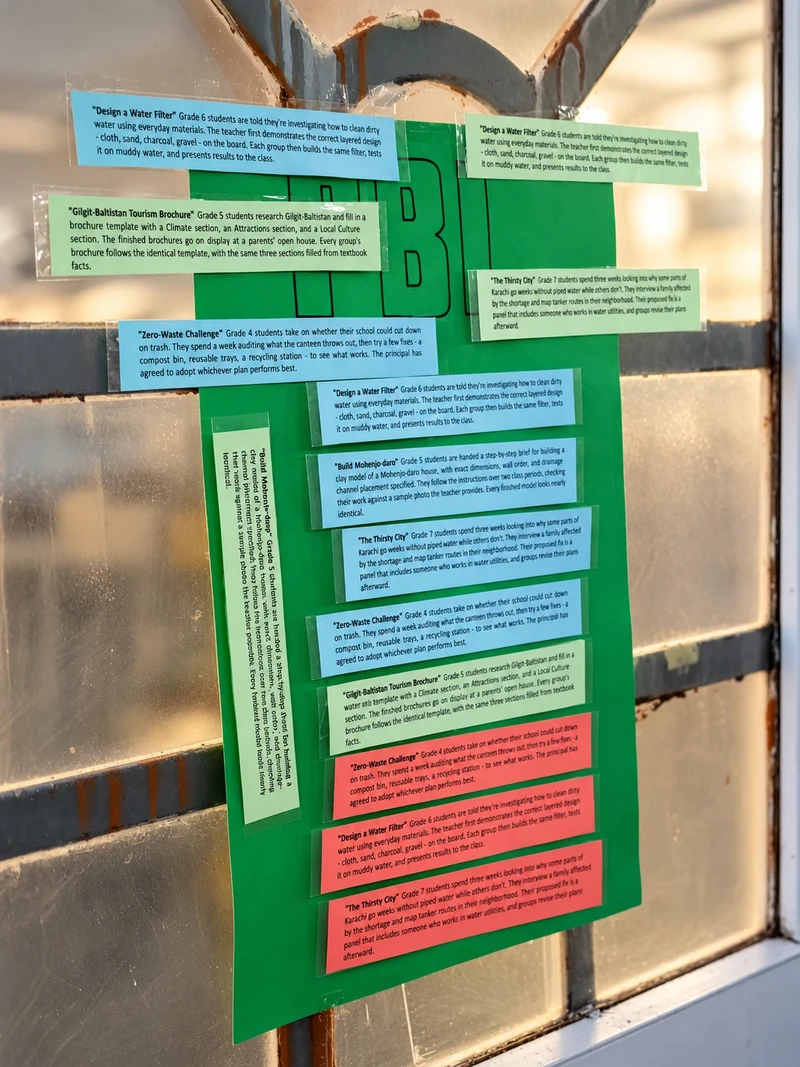 "Design a Water Filter" Grade 6 students are told they're investigating how to clean dirty
water using everyday materials. The teacher first demonstrates the correct layered design
- cloth, sand, charcoal, gravel - on the board. Each group then builds the same filter, tests
it on muddy water, and presents results to the class.
"Design a Water Filter" Grade 6 students are told they're investigating how to clean dirty
water using everyday materials. The teacher first demonstrates the correct layered design
- cloth, sand, charcoal, gravel - on the board. Each group then builds the same filter, tests
it on muddy water, and presents results to the class.
PBL
"Gilgit-Baltistan Tourism Brochure" Grade 5 students research Gilgit-Baltistan and fill in a
brochure template with a Climate section, an Attractions section, and a Local Culture
section. The finished brochures go on display at a parents' open house. Every group's
brochure follows the identical template, with the same three sections filled from textbook
facts.
"The Thirsty City" Grade 7 students spend three weeks looking into why some parts of
Karachi go weeks without piped water while others don't. They interview a family affected
by the shortage and map tanker routes in their neighborhood. Their proposed fix is a
panel that includes someone who works in water utilities, and groups revise their plans
afterward.
"Zero-Waste Challenge" Grade 4 students take on whether their school could cut down
on trash. They spend a week auditing what the canteen throws out, then try a few fixes - a
compost bin, reusable trays, a recycling station - to see what works. The principal has
agreed to adopt whichever plan performs best.
"Design a Water Filter" Grade 6 students are told they're investigating how to clean dirty
water using everyday materials. The teacher first demonstrates the correct layered design
- cloth, sand, charcoal, gravel - on the board. Each group then builds the same filter, tests
it on muddy water, and presents results to the class.
"Build Mohenjo-daro" Grade 5 students are handed a step-by-step brief for building a
clay model of a Mohenjo-daro house, with exact dimensions, wall order, and drainage
channel placement specified. They follow the instructions over two class periods, checking
their work against a sample photo the teacher provides. Every finished model looks nearly
identical.
"The Thirsty City" Grade 7 students spend three weeks looking into why some parts of
Karachi go weeks without piped water while others don't. They interview a family affected
by the shortage and map tanker routes in their neighborhood. Their proposed fix is a
panel that includes someone who works in water utilities, and groups revise their plans
afterward.
"Zero-Waste Challenge" Grade 4 students take on whether their school could cut down
on trash. They spend a week auditing what the canteen throws out, then try a few fixes - a
compost bin, reusable trays, a recycling station - to see what works. The principal has
agreed to adopt whichever plan performs best.
"Gilgit-Baltistan Tourism Brochure" Grade 5 students research Gilgit-Baltistan and fill in a
water template with a Climate section, an Attractions section, and a Local Culture
section. The finished brochures go on display at a parents' open house. Every group's
brochure follows the identical template, with the same three sections filled from textbook
facts.
"Zero-Waste Challenge" Grade 4 students take on whether their school could cut down
on trash. They spend a week auditing what the canteen throws out, then try a few fixes - a
compost bin, reusable trays, a recycling station - to see what works. The principal has
agreed to adopt whichever plan performs best.
"Design a Water Filter" Grade 6 students are told they're investigating how to clean dirty
water using everyday materials. The teacher first demonstrates the correct layered design
- cloth, sand, charcoal, gravel - on the board. Each group then builds the same filter, tests
it on muddy water, and presents results to the class.
"The Thirsty City" Grade 7 students spend three weeks looking into why some parts of
Karachi go weeks without piped water while others don't. They interview a family affected
by the shortage and map tanker routes in their neighborhood. Their proposed fix is a
panel that includes someone who works in water utilities, and groups revise their plans
afterward.
Grade 5 students are building a
clay model of a house, with exact wall order, and
their work against a sample photo the teacher Every model looks nearly
identical.